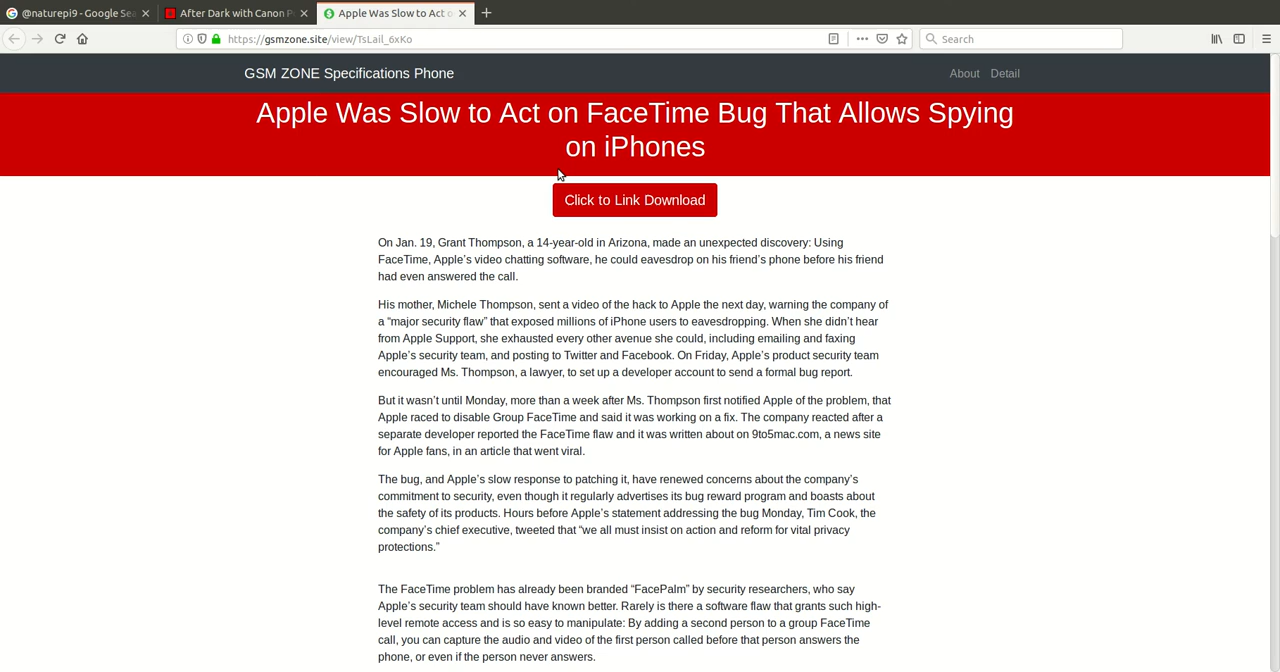 @naturepi9 - Google Sea
After Dark with Canon P
Apple Was Slow to Act o
https://gsmzone.site/view/TsLail_6xKo
Search
GSM ZONE Specifications Phone
About
Detail
Apple Was Slow to Act on FaceTime Bug That Allows Spying
on iPhones
Click to Link Download
On Jan. 19, Grant Thompson, a 14-year-old in Arizona, made an unexpected discovery: Using
FaceTime, Apple’s video chatting software, he could eavesdrop on his friend’s phone before his friend
had even answered the call.
His mother, Michele Thompson, sent a video of the hack to Apple the next day, warning the company of
a “major security flaw” that exposed millions of iPhone users to eavesdropping. When she didn’t hear
from Apple Support, she exhausted every other avenue she could, including emailing and faxing
Apple’s security team, and posting to Twitter and Facebook. On Friday, Apple’s product security team
encouraged Ms. Thompson, a lawyer, to set up a developer account to send a formal bug report.
But it wasn’t until Monday, more than a week after Ms. Thompson first notified Apple of the problem, that
Apple raced to disable Group FaceTime and said it was working on a fix. The company reacted after a
separate developer reported the FaceTime flaw and it was written about on 9to5mac.com, a news site
for Apple fans, in an article that went viral.
The bug, and Apple’s slow response to patching it, have renewed concerns about the company’s
commitment to security, even though it regularly advertises its bug reward program and boasts about
the safety of its products. Hours before Apple’s statement addressing the bug Monday, Tim Cook, the
company’s chief executive, tweeted that “we all must insist on action and reform for vital privacy
protections.”
The FaceTime problem has already been branded “FacePalm” by security researchers, who say
Apple’s security team should have known better. Rarely is there a software flaw that grants such high-
level remote access and is so easy to manipulate: By adding a second person to a group FaceTime
call, you can capture the audio and video of the first person called before that person answers the
phone, or even if the person never answers.